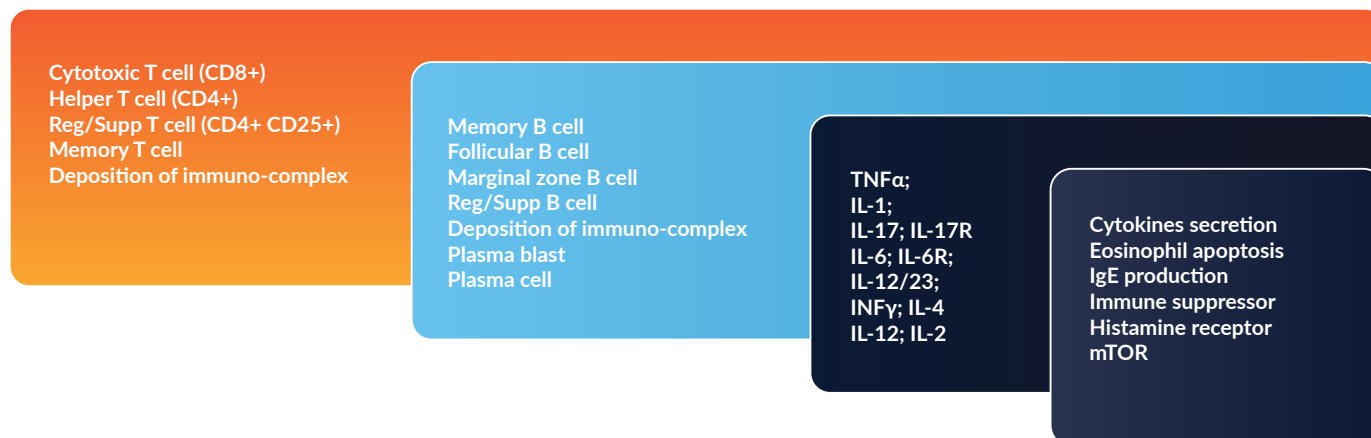 Cytotoxic T cell (CD8+)
Helper T cell (CD4+)
Reg/Supp T cell (CD4+ CD25+)
Memory T cell
Deposition of immuno-complex
Memory B cell
Follicular B cell
Marginal zone B cell
Reg/Supp B cell
Deposition of immuno-complex
Plasma blast
Plasma cell
TNFα;
IL-1;
IL-17; IL-17R
IL-6; IL-6R;
IL-12/23;
INFγ; IL-4
IL-12; IL-2
Cytokines secretion
Eosinophil apoptosis
IgE production
Immune suppressor
Histamine receptor
mTOR